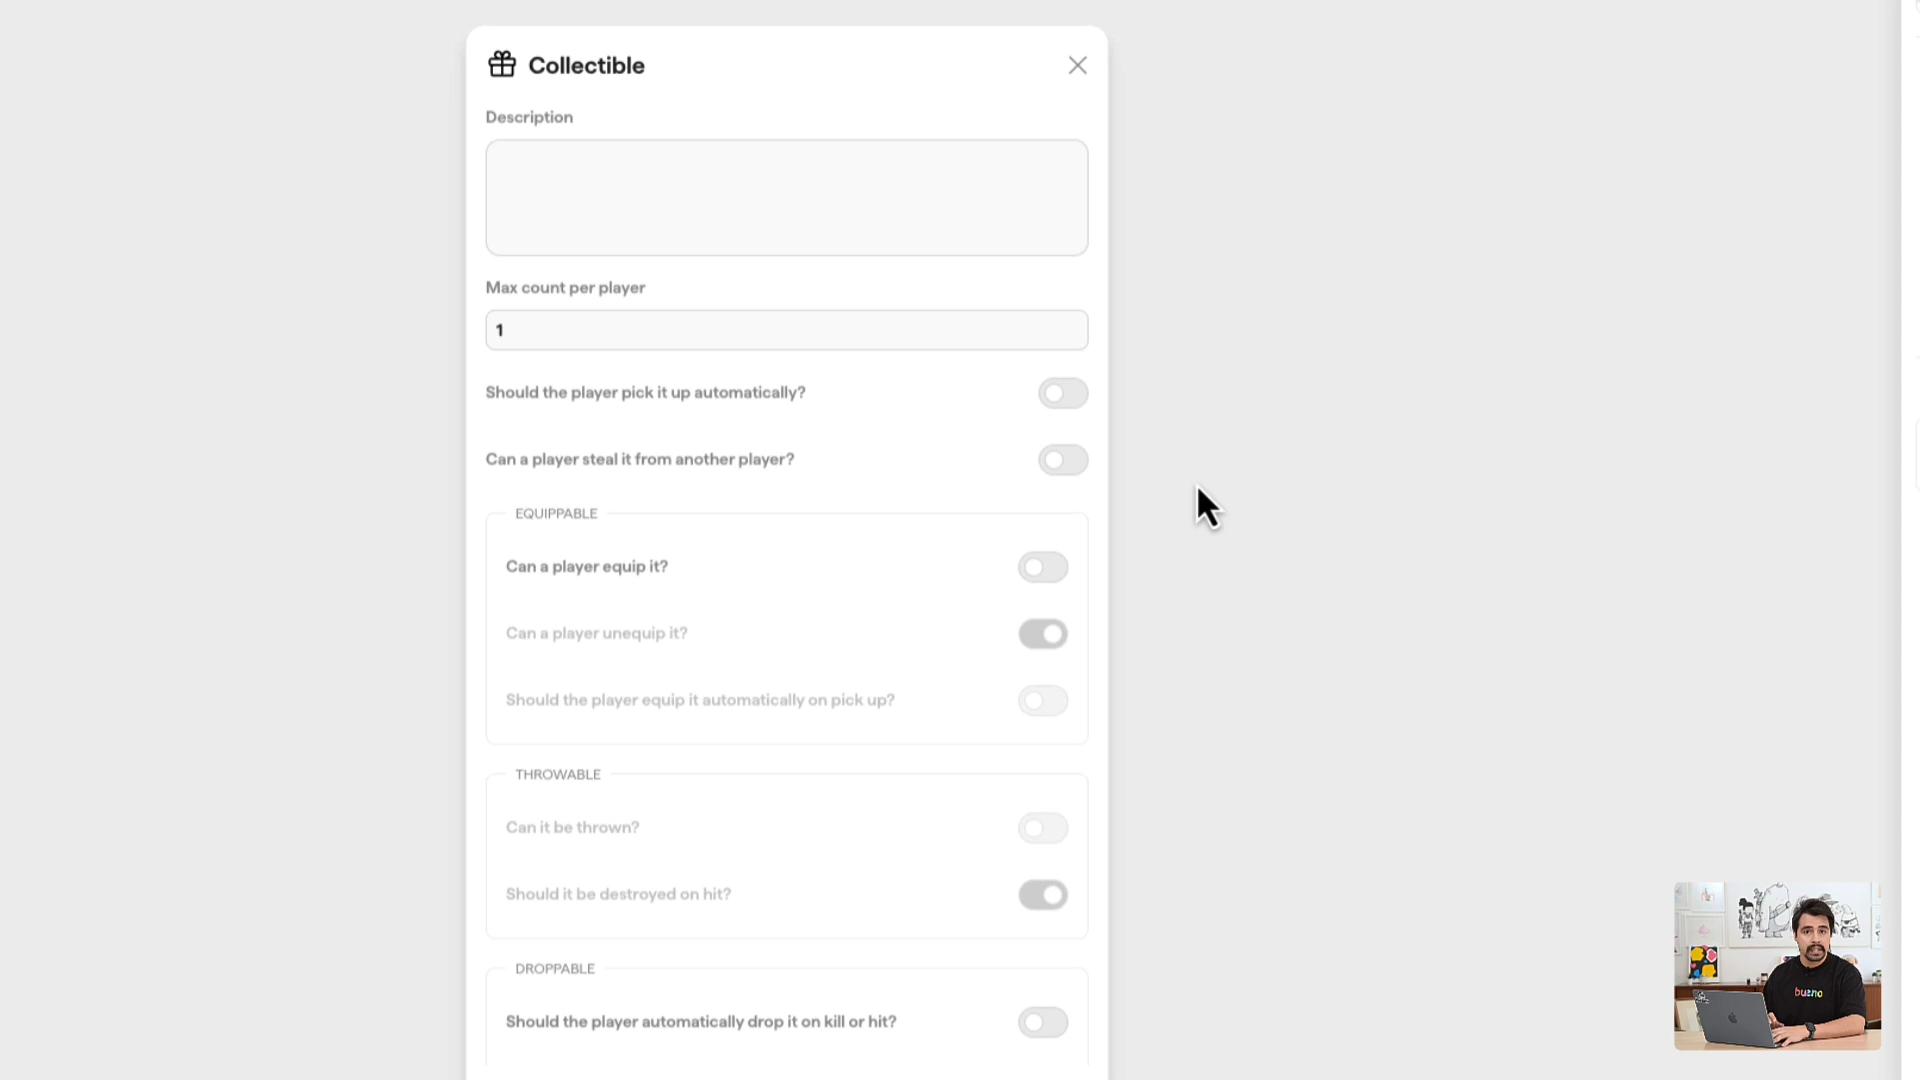 Collectible
Description
Max count per player
1
Should the player pick it up automatically?
Can a player steal it from another player?
EQUIPPABLE
Can a player equip it?
Can a player unequip it?
Should the player equip it automatically on pick up?
THROWABLE
Can it be thrown?
Should it be destroyed on hit?
DROPPABLE
Should the player automatically drop it on kill or hit?
bueno